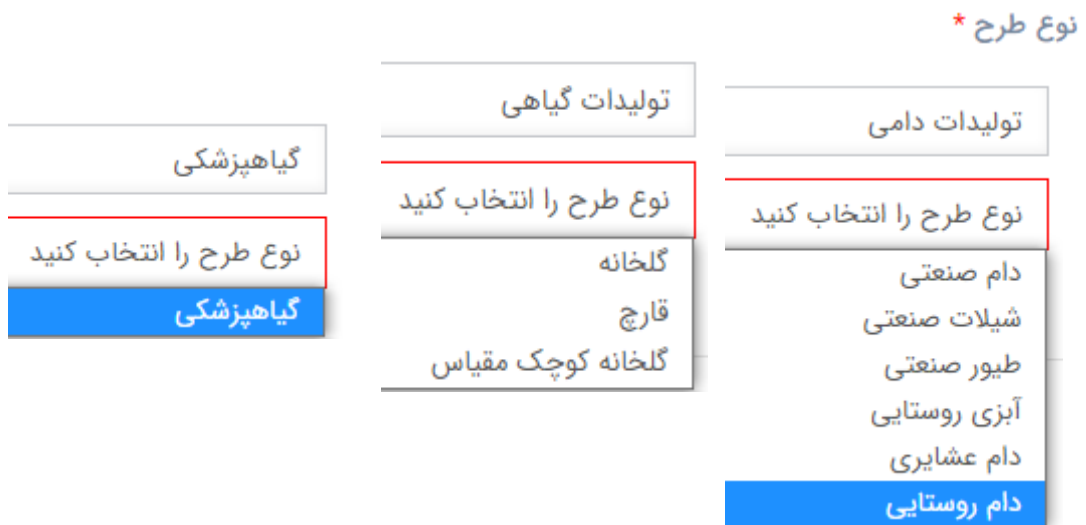 نوع طرح *
تولیدات دامی
نوع طرح را انتخاب کنید
دام صنعتی
شیلات صنعتی
طیور صنعتی
آبزی روستایی
دام عشایری
دام روستایی
تولیدات گیاهی
نوع طرح را انتخاب کنید
گلخانه
قارچ
گلخانه کوچک مقیاس
گیاهپزشکی
نوع طرح را انتخاب کنید
گیاهپزشکی